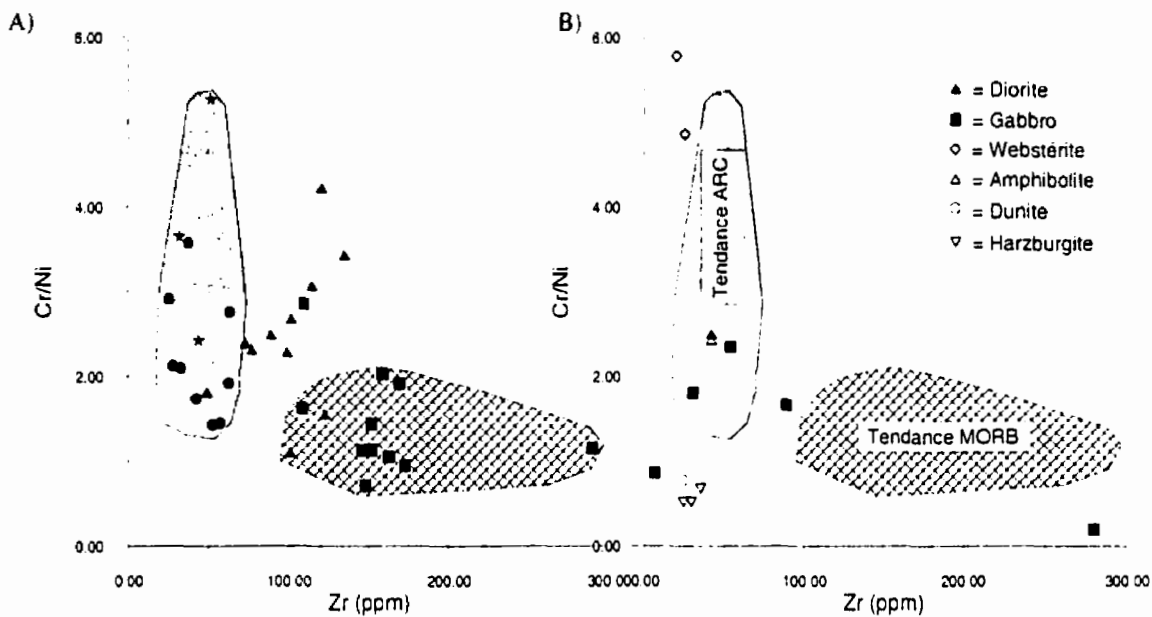 A)
6.00
4.00
2.00
0.00
Cr/Ni
0.00
100.00
200.00
300.00
Zr (ppm)
B)
6.00
4.00
2.00
0.00
Cr/Ni
0.00
100.00
200.00
300.00
Zr (ppm)
Tendance ARC
Tendance MORB
▲ = Diorite
■ = Gabbro
◇ = Webstérite
△ = Amphibolite
= Dunite
▽ = Harzburgite